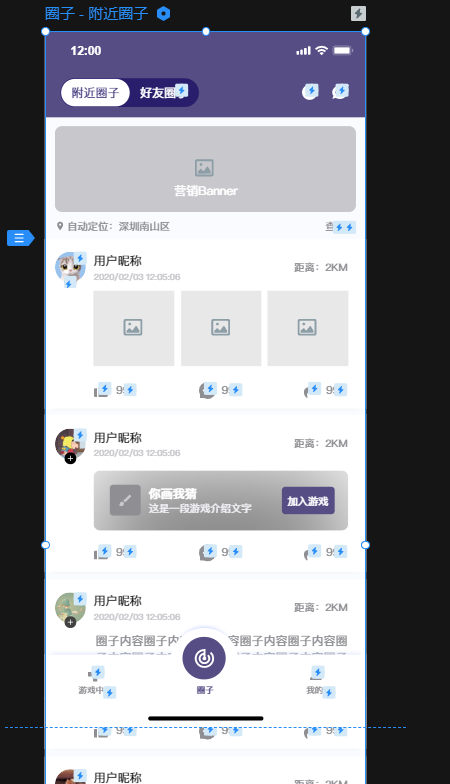 圈子 - 附近圈子
12:00
附近圈子
好友圈
营销Banner
自动定位：深圳南山区
用户昵称
2020/02/03 12:05:06
距离：2KM
用户昵称
2020/02/03 12:05:06
距离：2KM
你画我猜
这是一段游戏介绍文字
加入游戏
用户昵称
2020/02/03 12:05:06
距离：2KM
游戏中
圈子
我的
用户昵称